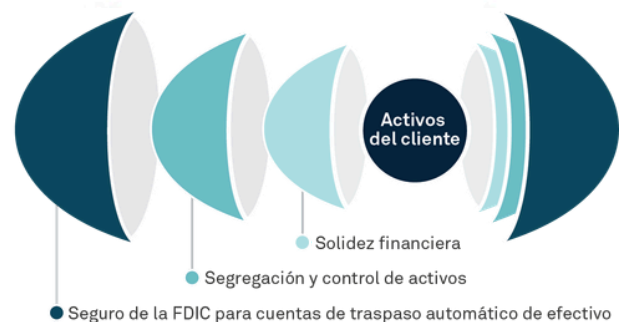 Activos
del cliente
Solidez financiera
Segregación y control de activos
Seguro de la FDIC para cuentas de traspaso automático de efectivo